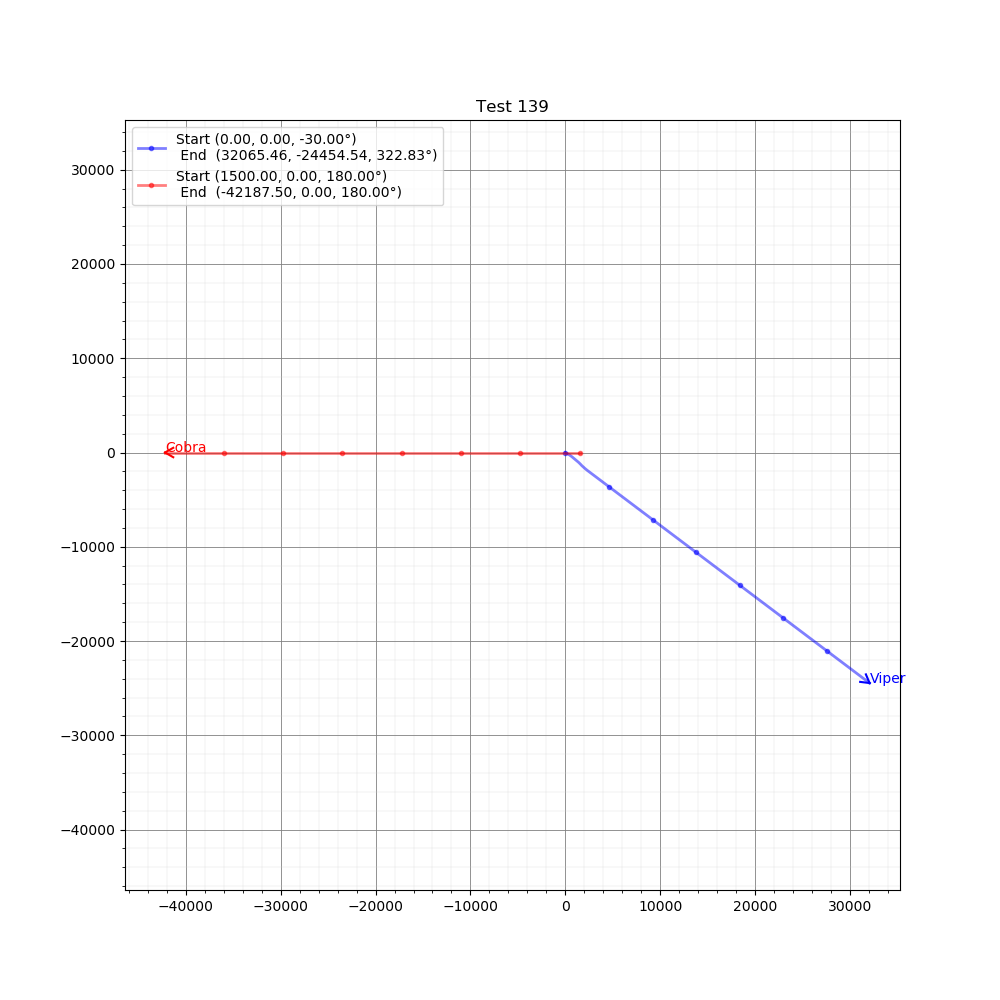 Test 139
Start (0.00, 0.00, -30.00°)
End (32065.46, -24454.54, 322.83°)
Start (1500.00, 0.00, 180.00°)
End (-42187.50, 0.00, 180.00°)
30000
20000
10000
0
−10000
−20000
−30000
−40000
Cobra
Viper
−40000 −30000 −20000 −10000 0 10000 20000 30000